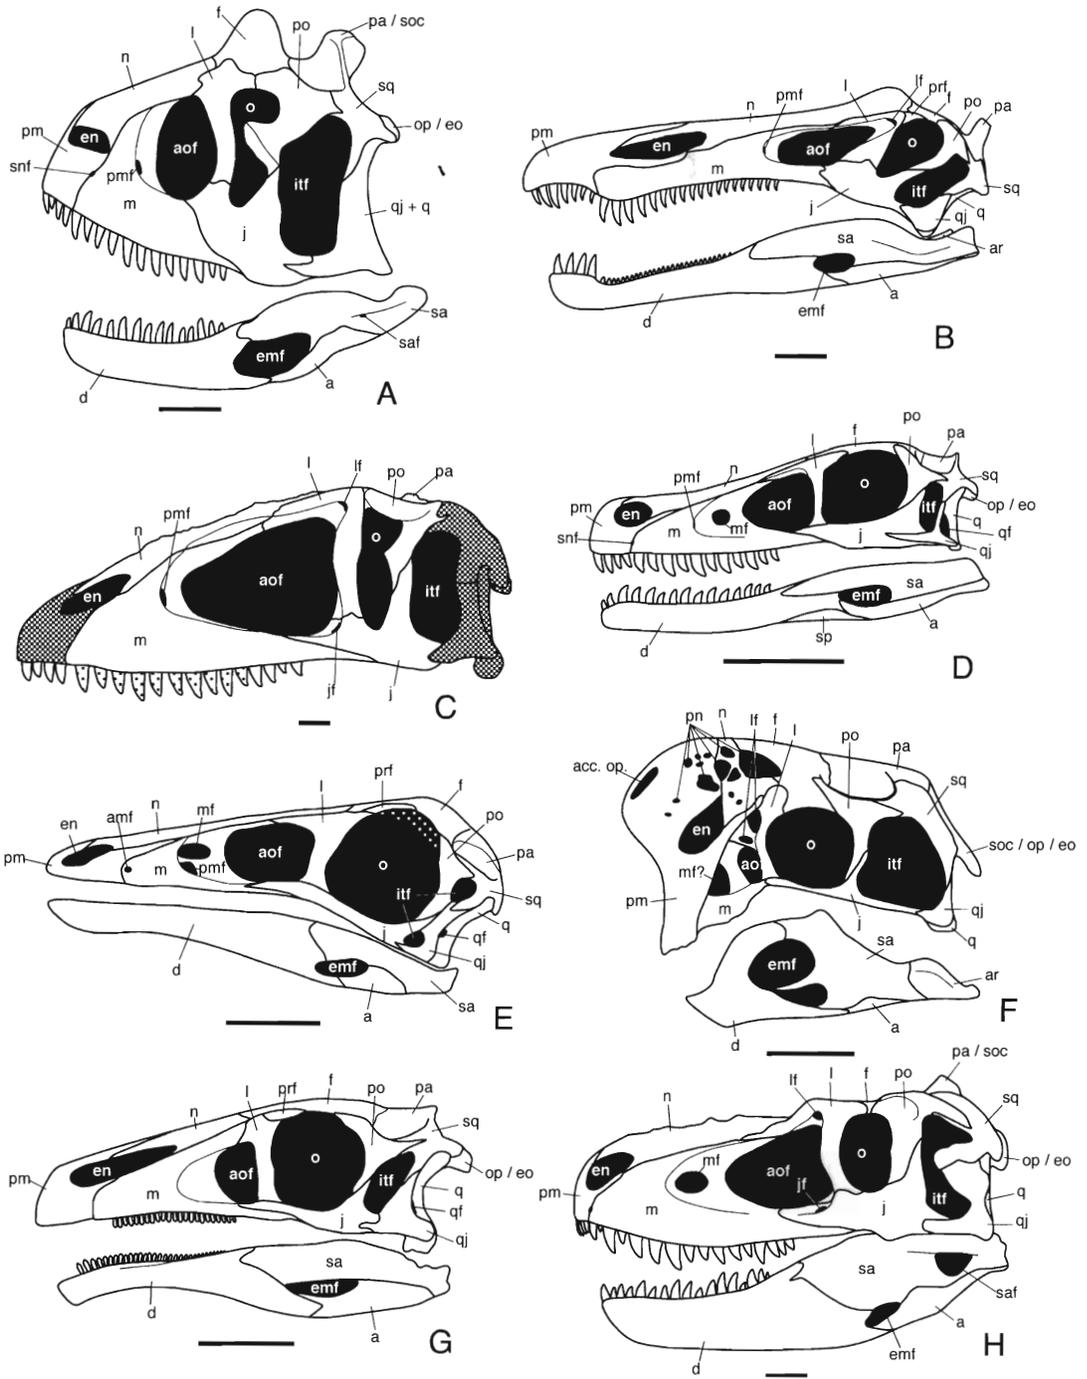 f
po
pa / soc
l
n
sq
o
op / eo
pm
en
aof
snf
pmf
itf
m
qj + q
j
sa
saf
emf
a
d
A
l
lf
prf
f
po
pa
n
pmf
pm
en
aof
o
m
itf
sq
j
q
qj
sa
ar
emf
a
d
B
l
lf
po
pa
pmf
n
o
aof
en
itf
m
jf
j
C
po
f
l
pa
n
pmf
sq
aof
o
pm
en
itf
op / eo
snf
m
mf
j
q
qf
qj
sa
emf
a
sp
d
D
prf
l
f
n
mf
amf
en
po
pm
aof
pa
m
pmf
o
itf
sq
q
j
qf
qj
d
emf
sa
a
E
pn
n
lf
f
l
po
pa
acc. op.
sq
en
o
soc / op / eo
ao
itf
mf?
pm
m
j
qj
q
sa
emf
ar
a
d
F
l
prf
f
po
pa
n
sq
en
aof
o
op / eo
pm
itf
m
q
qf
j
qj
sa
emf
d
a
G
pa / soc
lf
l
f
po
n
sq
mf
o
en
aof
op / eo
pm
jf
q
itf
m
j
qj
sa
saf
a
emf
d
H